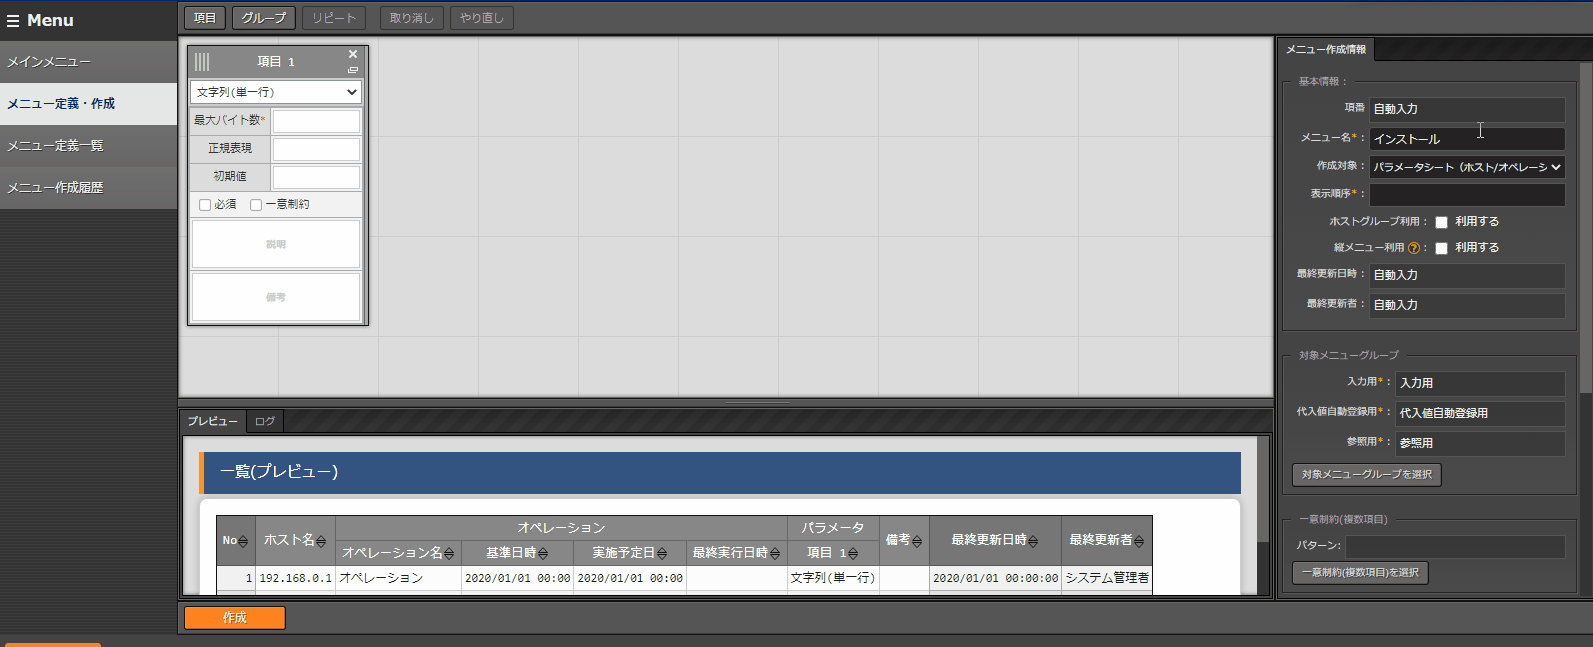 Menu
メインメニュー
メニュー定義・作成
メニュー定義一覧
メニュー作成履歴
項目 グループ リピート 取り消し やり直し
項目 1
文字列(単一行)
最大バイト数*
正規表現
初期値
必須 一意制約
説明
備考
プレビュー ログ
一覧(プレビュー)
No ホスト名 オペレーション パラメータ 備考 最終更新日時 最終更新者
オペレーション名 基準日時 実施予定日 最終実行日時 項目 1
1 192.168.0.1 オペレーション 2020/01/01 00:00 2020/01/01 00:00 文字列(単一行) 2020/01/01 00:00:00 システム管理者
作成
メニュー作成情報
基本情報 :
項番 自動入力
メニュー名* : インストール
作成対象 : パラメータシート（ホスト/オペレーシ
表示順序* :
ホストグループ利用 : 利用する
縦メニュー利用 ? : 利用する
最終更新日時 : 自動入力
最終更新者 : 自動入力
対象メニューグループ
入力用* : 入力用
代入値自動登録用* : 代入値自動登録用
参照用* : 参照用
対象メニューグループを選択
一意制約(複数項目)
パターン:
一意制約(複数項目)を選択